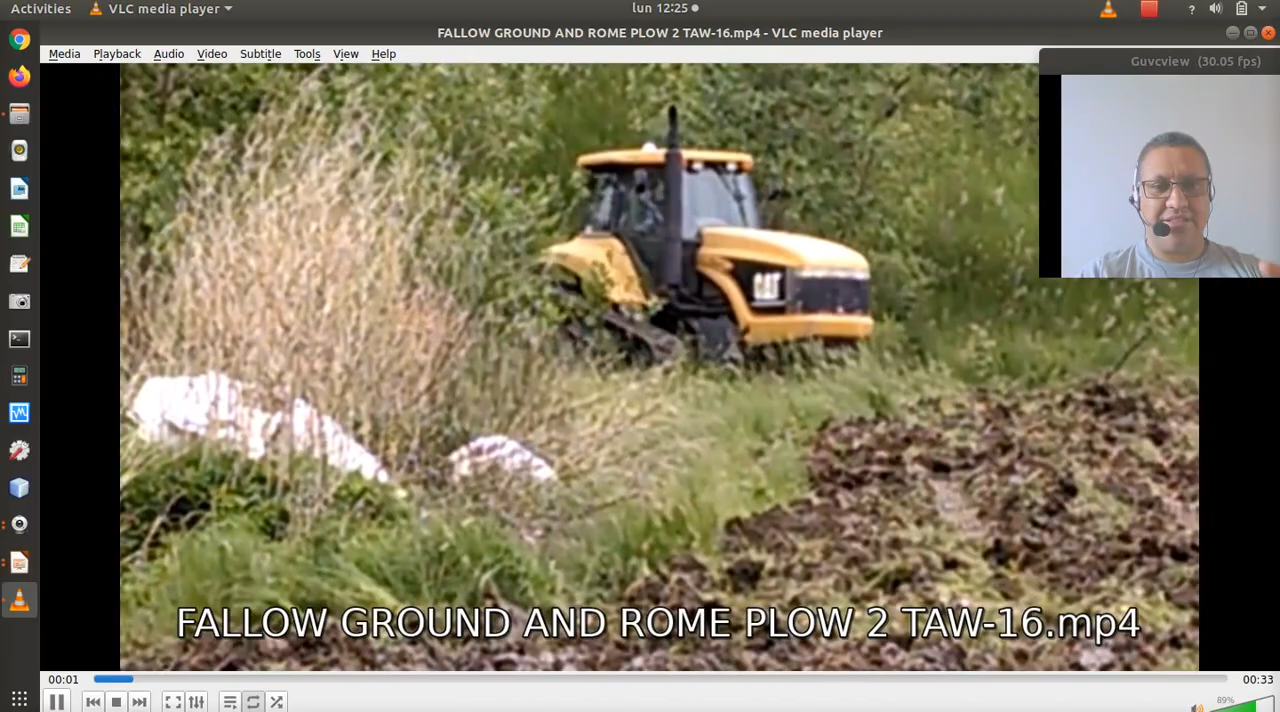 Activities VLC media player lun 12:25
FALLOW GROUND AND ROME PLOW 2 TAW-16.mp4 - VLC media player
Media Playback Audio Video Subtitle Tools View Help
Guvcview (30.05 fps)
CAT
FALLOW GROUND AND ROME PLOW 2 TAW-16.mp4
00:01 00:33
89%